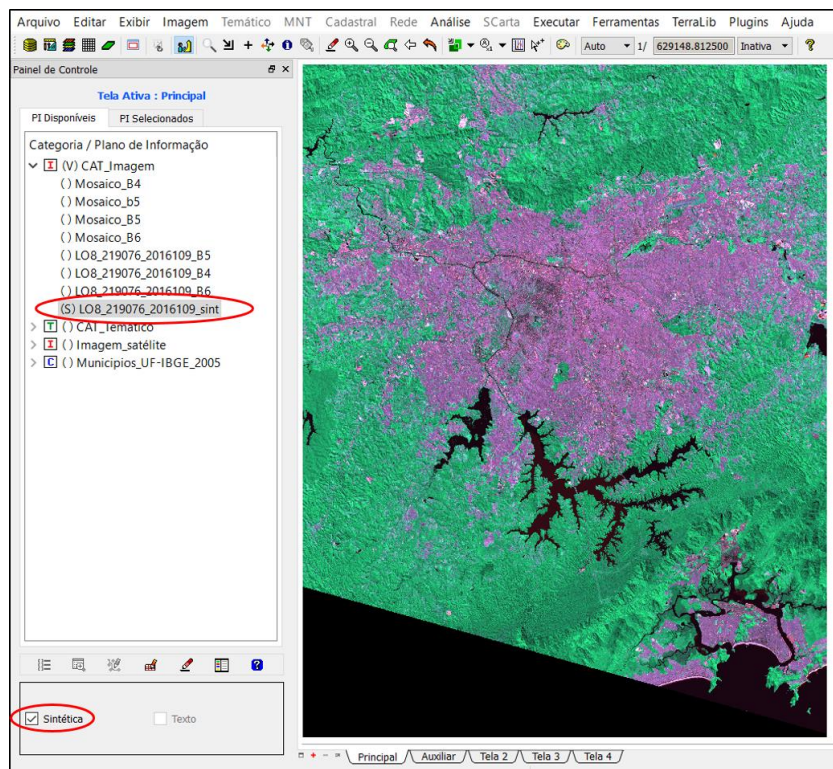 Arquivo Editar Exibir Imagem Temático MNT Cadastral Rede Análise SCarta Executar Ferramentas TerraLib Plugins Ajuda
Auto 1/ 629148.812500 Inativa
Painel de Controle
Tela Ativa : Principal
PI Disponíveis PI Selecionados
Categoria / Plano de Informação
(V) CAT_Imagem
( ) Mosaico_B4
( ) Mosaico_b5
( ) Mosaico_B5
( ) Mosaico_B6
( ) LO8_219076_2016109_B5
( ) LO8_219076_2016109_B4
( ) LO8_219076_2016109_B6
(S) LO8_219076_2016109_sint
T ( ) CAT_Tematico
I ( ) Imagem_satélite
C ( ) Municipios_UF-IBGE_2005
Sintética Texto
Principal Auxiliar Tela 2 Tela 3 Tela 4